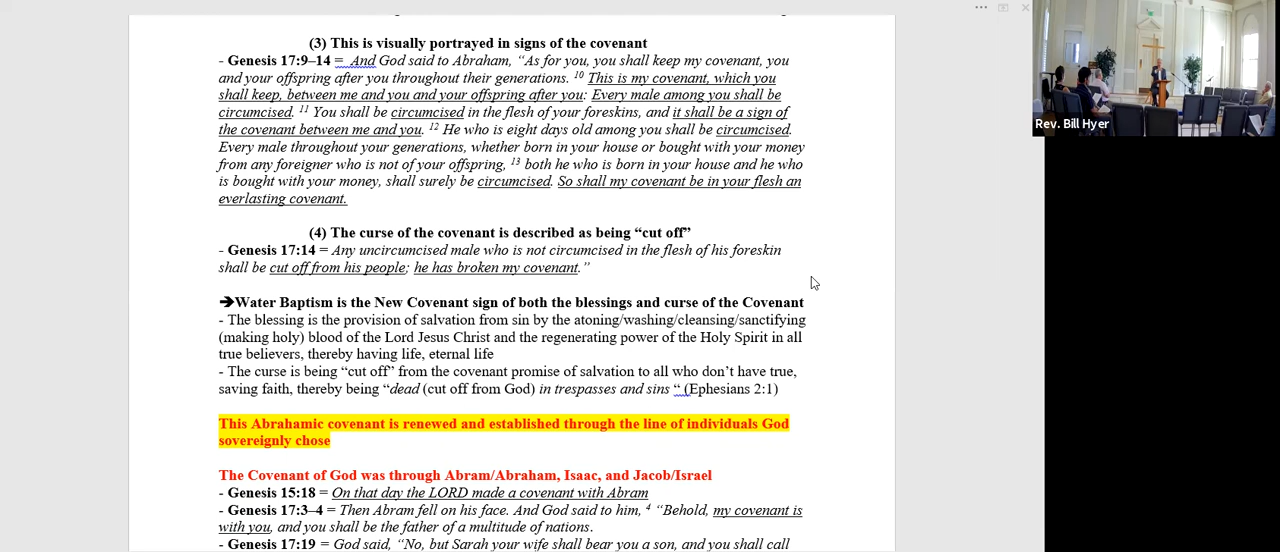 (3) This is visually portrayed in signs of the covenant
- Genesis 17:9–14 = And God said to Abraham, “As for you, you shall keep my covenant, you
and your offspring after you throughout their generations. 10 This is my covenant, which you
shall keep, between me and you and your offspring after you: Every male among you shall be
circumcised. 11 You shall be circumcised in the flesh of your foreskins, and it shall be a sign of
the covenant between me and you. 12 He who is eight days old among you shall be circumcised.
Every male throughout your generations, whether born in your house or bought with your money
from any foreigner who is not of your offspring, 13 both he who is born in your house and he who
is bought with your money, shall surely be circumcised. So shall my covenant be in your flesh an
everlasting covenant.
(4) The curse of the covenant is described as being “cut off”
- Genesis 17:14 = Any uncircumcised male who is not circumcised in the flesh of his foreskin
shall be cut off from his people; he has broken my covenant.”
➔Water Baptism is the New Covenant sign of both the blessings and curse of the Covenant
- The blessing is the provision of salvation from sin by the atoning/washing/cleansing/sanctifying
(making holy) blood of the Lord Jesus Christ and the regenerating power of the Holy Spirit in all
true believers, thereby having life, eternal life
- The curse is being “cut off” from the covenant promise of salvation to all who don’t have true,
saving faith, thereby being “dead (cut off from God) in trespasses and sins “ (Ephesians 2:1)
This Abrahamic covenant is renewed and established through the line of individuals God
sovereignly chose
The Covenant of God was through Abram/Abraham, Isaac, and Jacob/Israel
- Genesis 15:18 = On that day the LORD made a covenant with Abram
- Genesis 17:3–4 = Then Abram fell on his face. And God said to him, 4 “Behold, my covenant is
with you, and you shall be the father of a multitude of nations.
- Genesis 17:19 = God said, “No, but Sarah your wife shall bear you a son, and you shall call
Rev. Bill Hyer